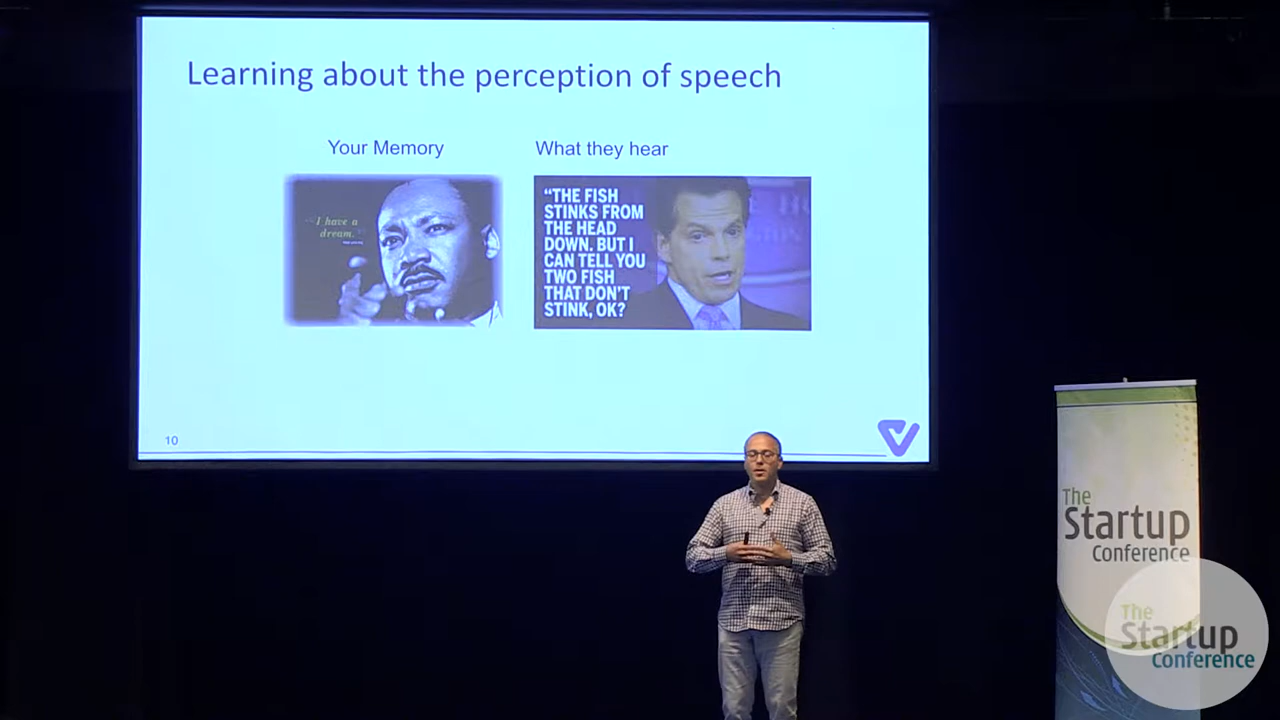 Learning about the perception of speech
Your Memory
What they hear
"I have a
dream."
“THE FISH
STINKS FROM
THE HEAD
DOWN. BUT I
CAN TELL YOU
TWO FISH
THAT DON'T
STINK, OK?
10
The
Startup
Conference
The
Startup
Conference